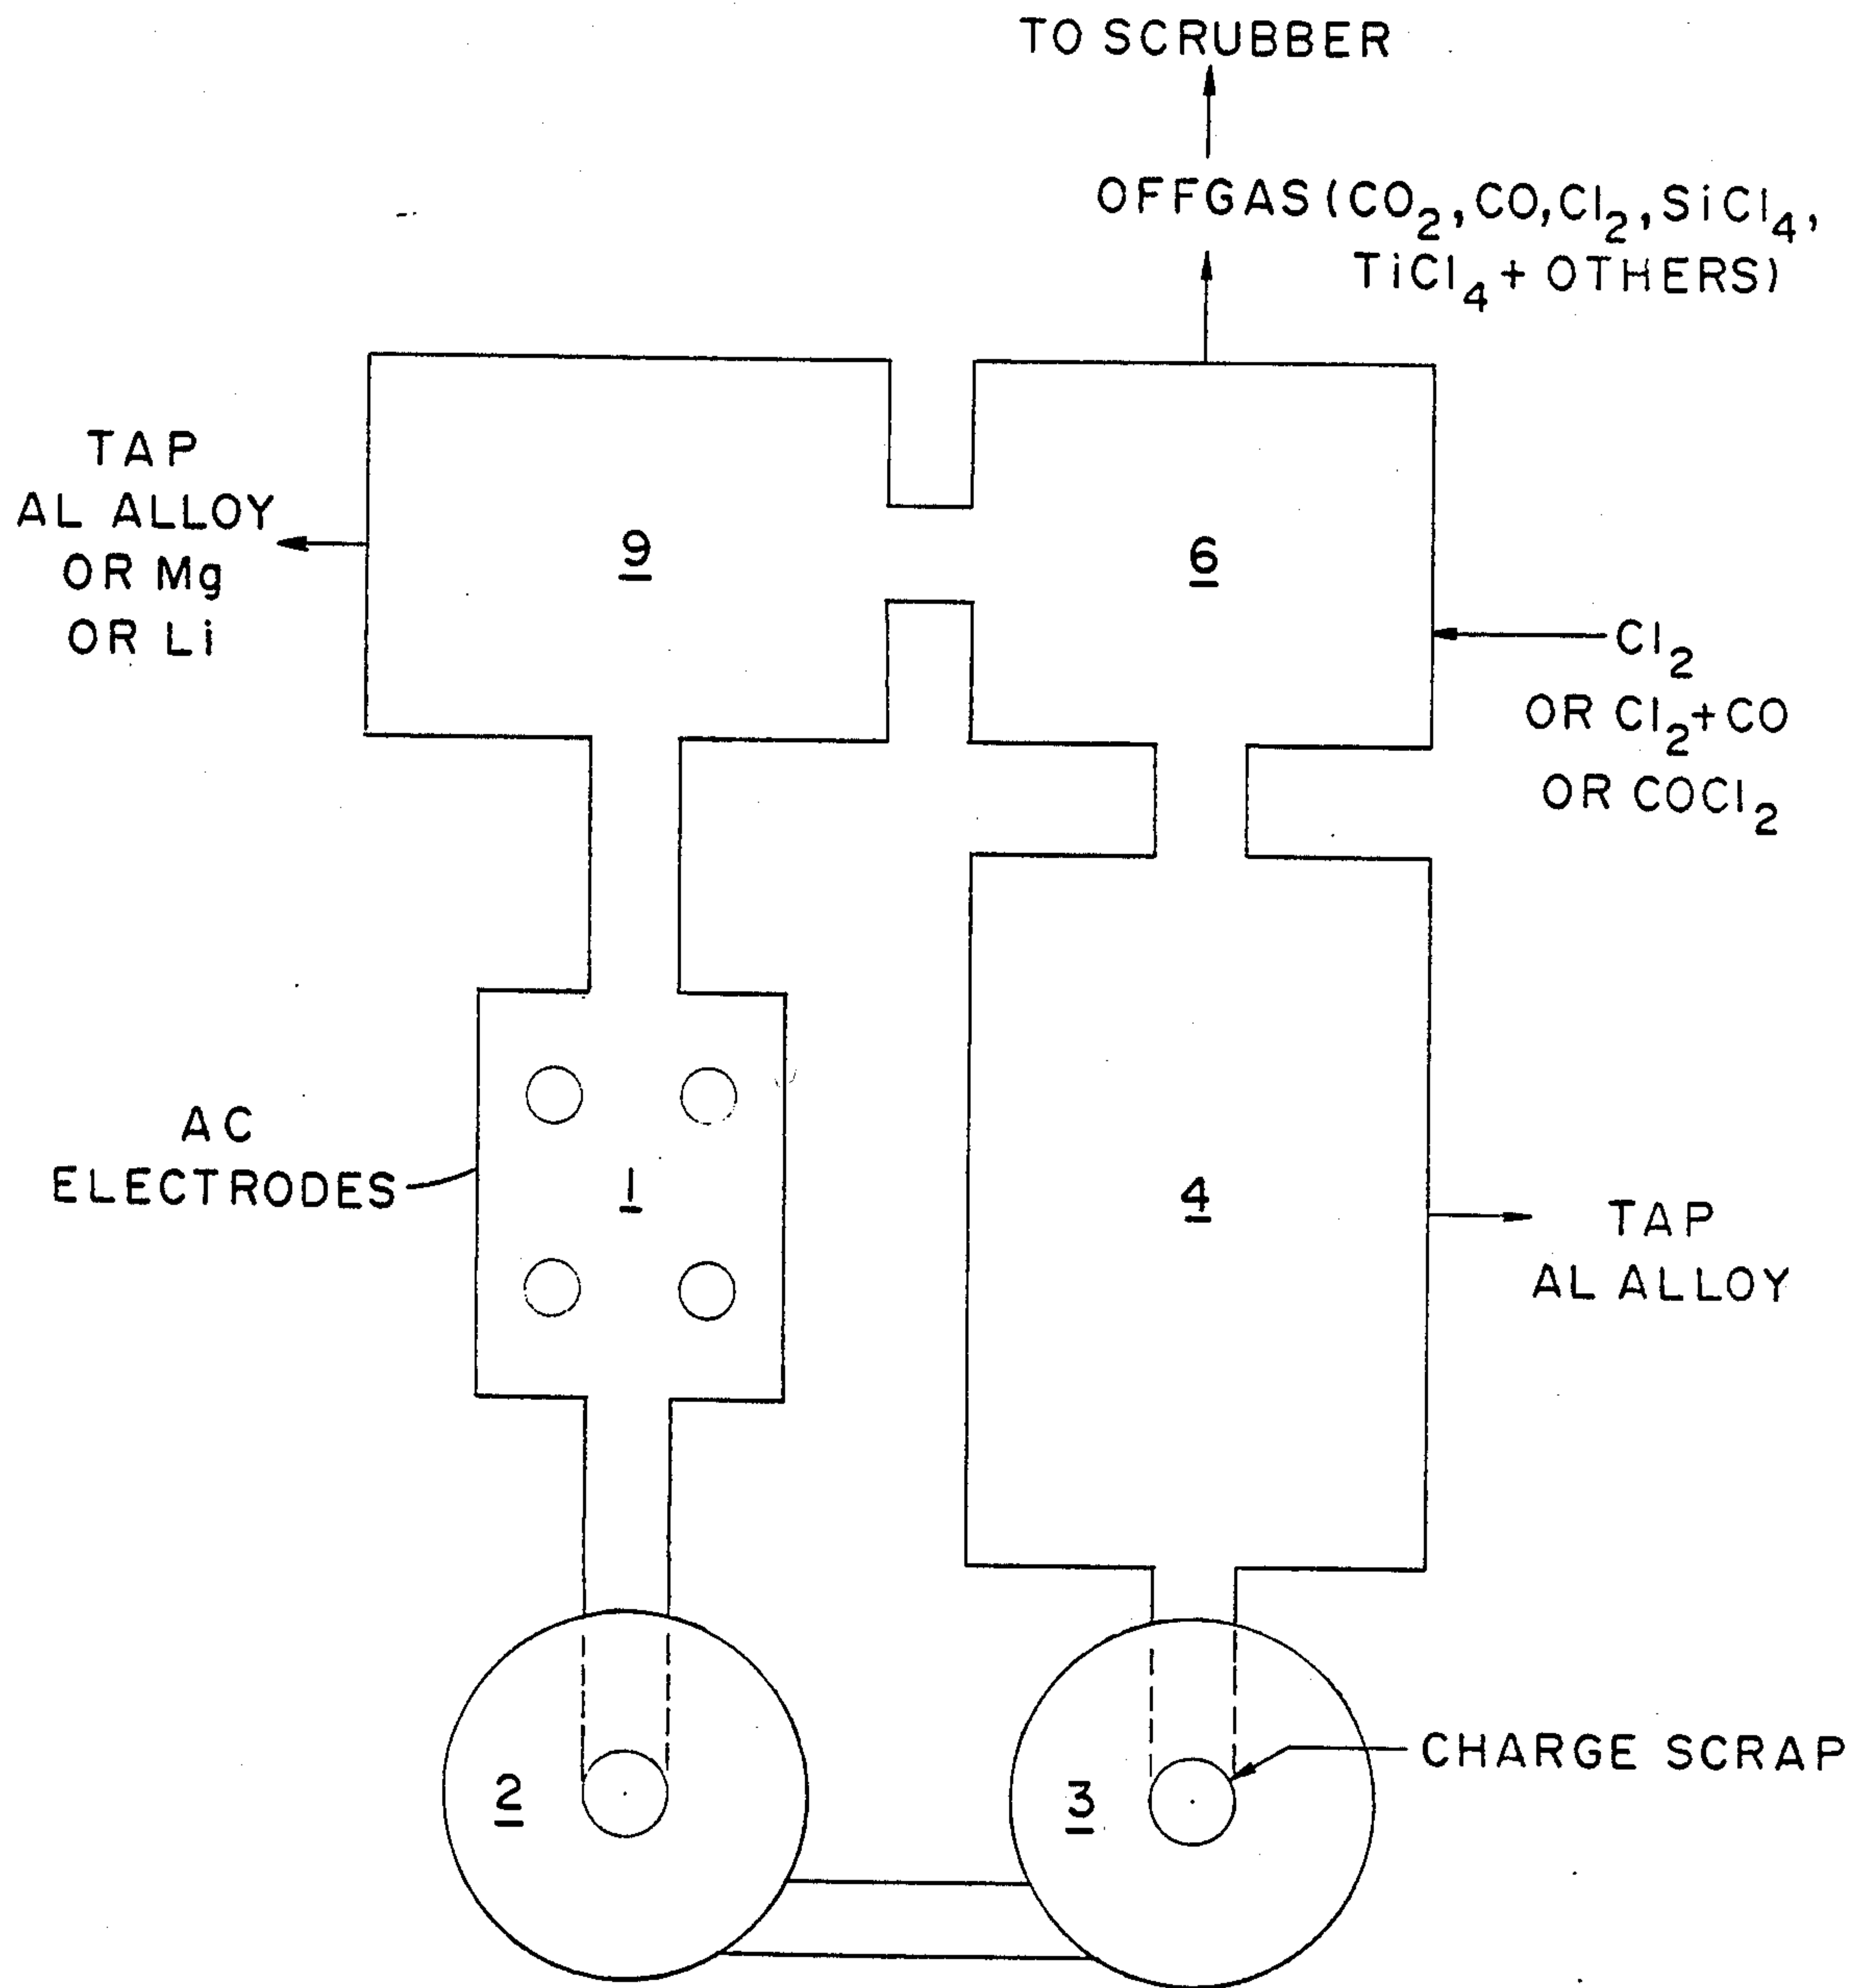 TO SCRUBBER
OFFGAS (CO2, CO, Cl2, SiCl4,
TiCl4 + OTHERS)
TAP
AL ALLOY
OR Mg
OR Li
9
6
Cl2
OR Cl2+CO
OR COCl2
AC
ELECTRODES
1
4
TAP
AL ALLOY
2
3
CHARGE SCRAP